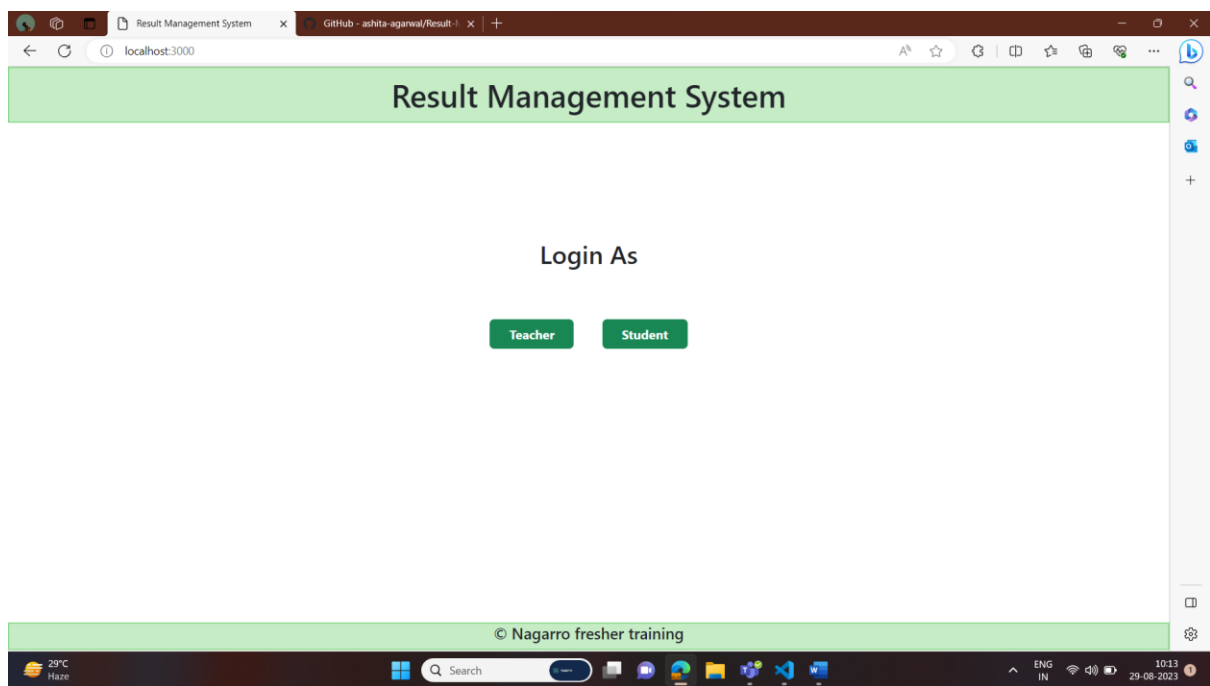 Result Management System
GitHub - ashita-agarwal/Result-
localhost:3000
Result Management System
Login As
Teacher Student
© Nagarro fresher training
29°C
Haze
Search
ENG
IN
10:13
29-08-2023
1